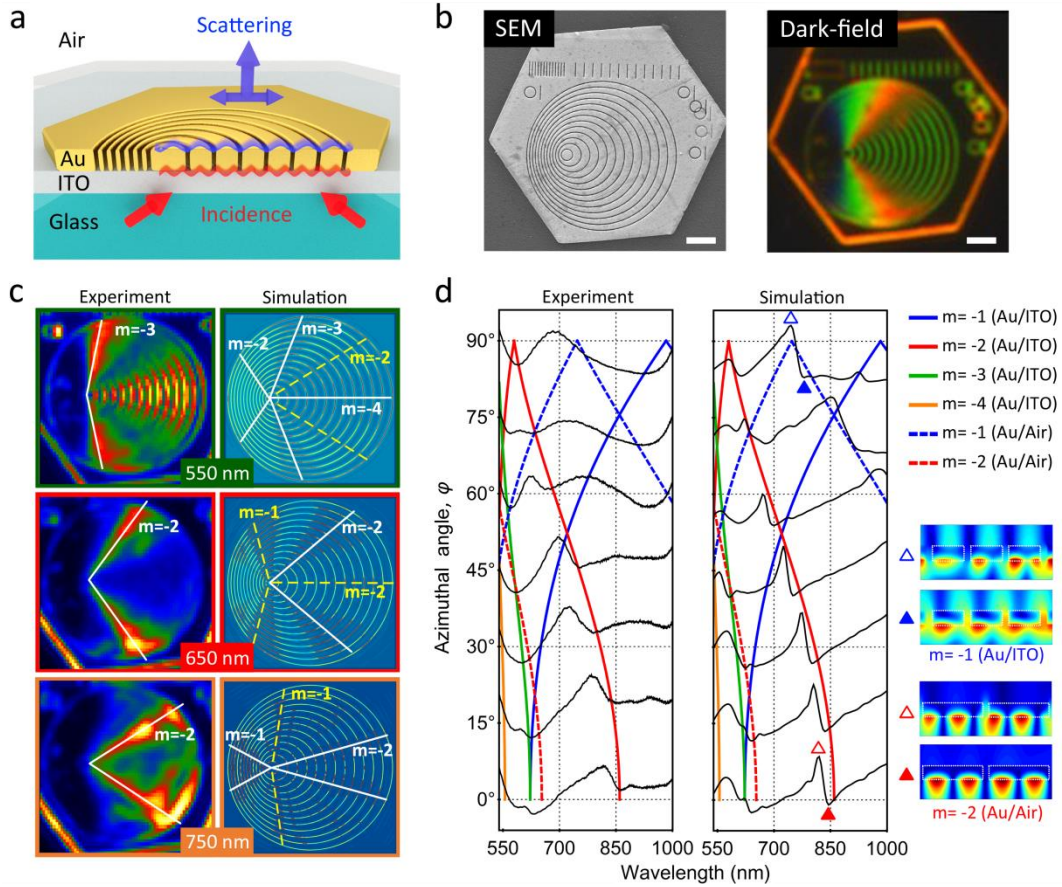 a
Air
Scattering
Au
ITO
Glass
Incidence
b
SEM
Dark-field
c
Experiment
Simulation
m=-3
m=-3
m=-2
m=-2
m=-4
550 nm
m=-2
m=-1
m=-2
m=-2
650 nm
m=-2
m=-1
m=-1
m=-2
750 nm
d
Experiment
Simulation
Azimuthal angle, φ
90°
75°
60°
45°
30°
15°
0°
550
700
850
1000
550
700
850
1000
Wavelength (nm)
m= -1 (Au/ITO)
m= -2 (Au/ITO)
m= -3 (Au/ITO)
m= -4 (Au/ITO)
m= -1 (Au/Air)
m= -2 (Au/Air)
m= -1 (Au/ITO)
m= -2 (Au/Air)